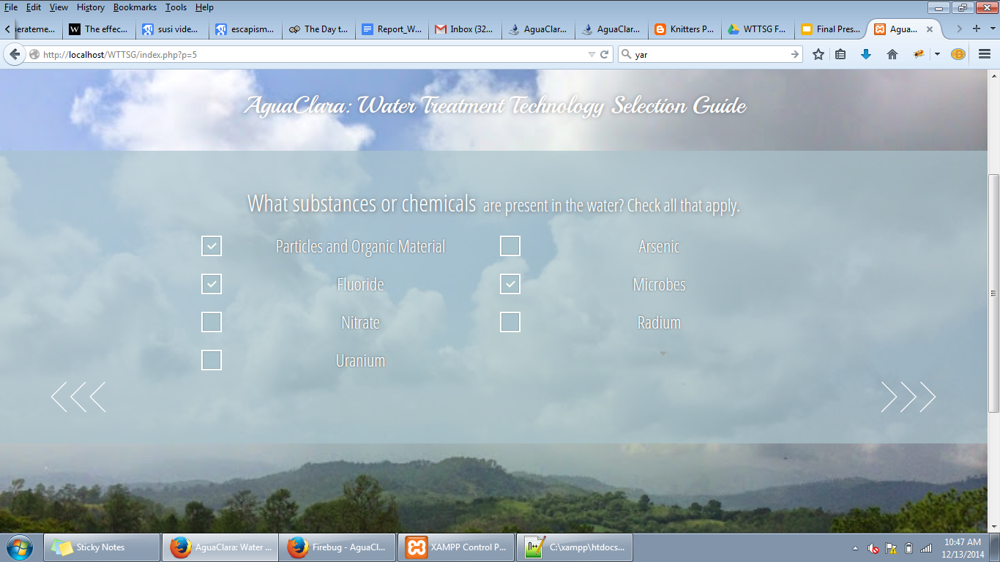 File Edit View History Bookmarks Tools Help
perateme... The effec... susi vide... escapism... The Day t... Report_W... Inbox (32... AguaClar... AguaClar... Knitters P... WTTSG F... Final Pres... Agua...
http://localhost/WTTSG/index.php?p=5 yar
AguaClara: Water Treatment Technology Selection Guide
What substances or chemicals are present in the water? Check all that apply.
Particles and Organic Material Arsenic
Fluoride Microbes
Nitrate Radium
Uranium
Sticky Notes AguaClara: Water ... Firebug - AguaCl... XAMPP Control P... C:\xampp\htdocs...
10:47 AM
12/13/2014